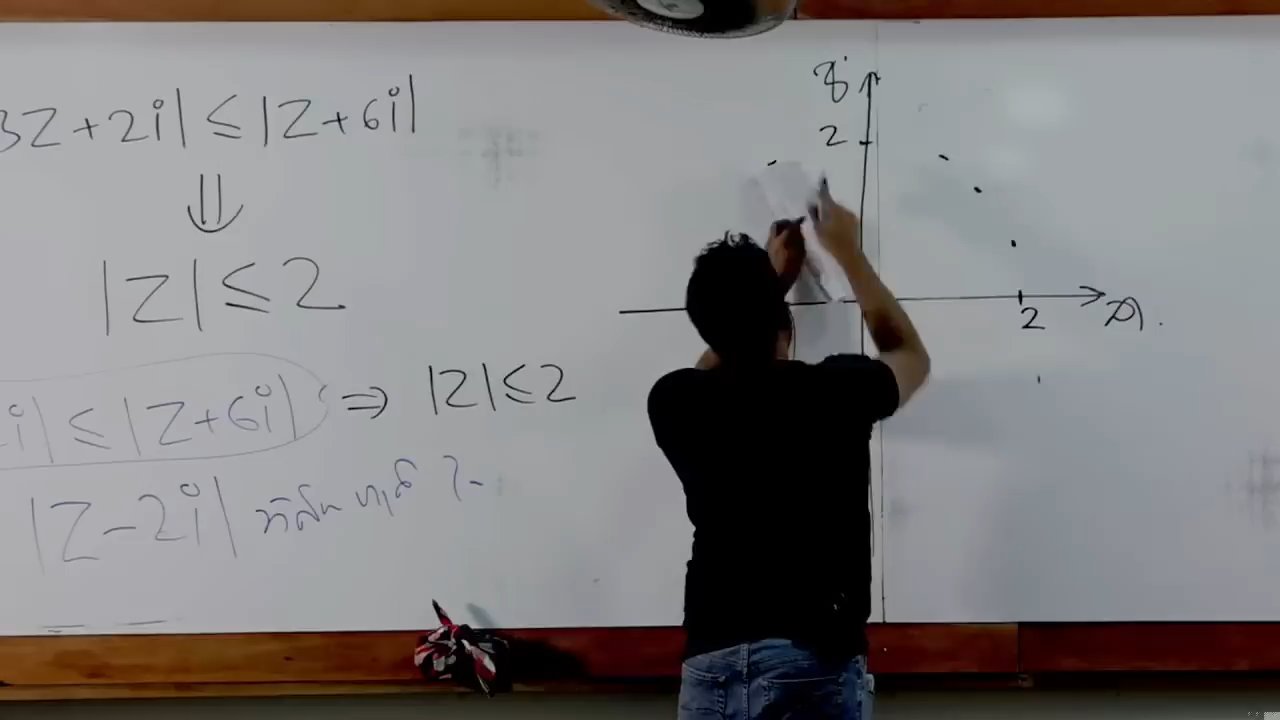 3Z+2i| ≤ |Z+6i|
⇓
|Z| ≤ 2
i| ≤ |Z+6i| ⇒ |Z| ≤ 2
|Z-2i|
2
2